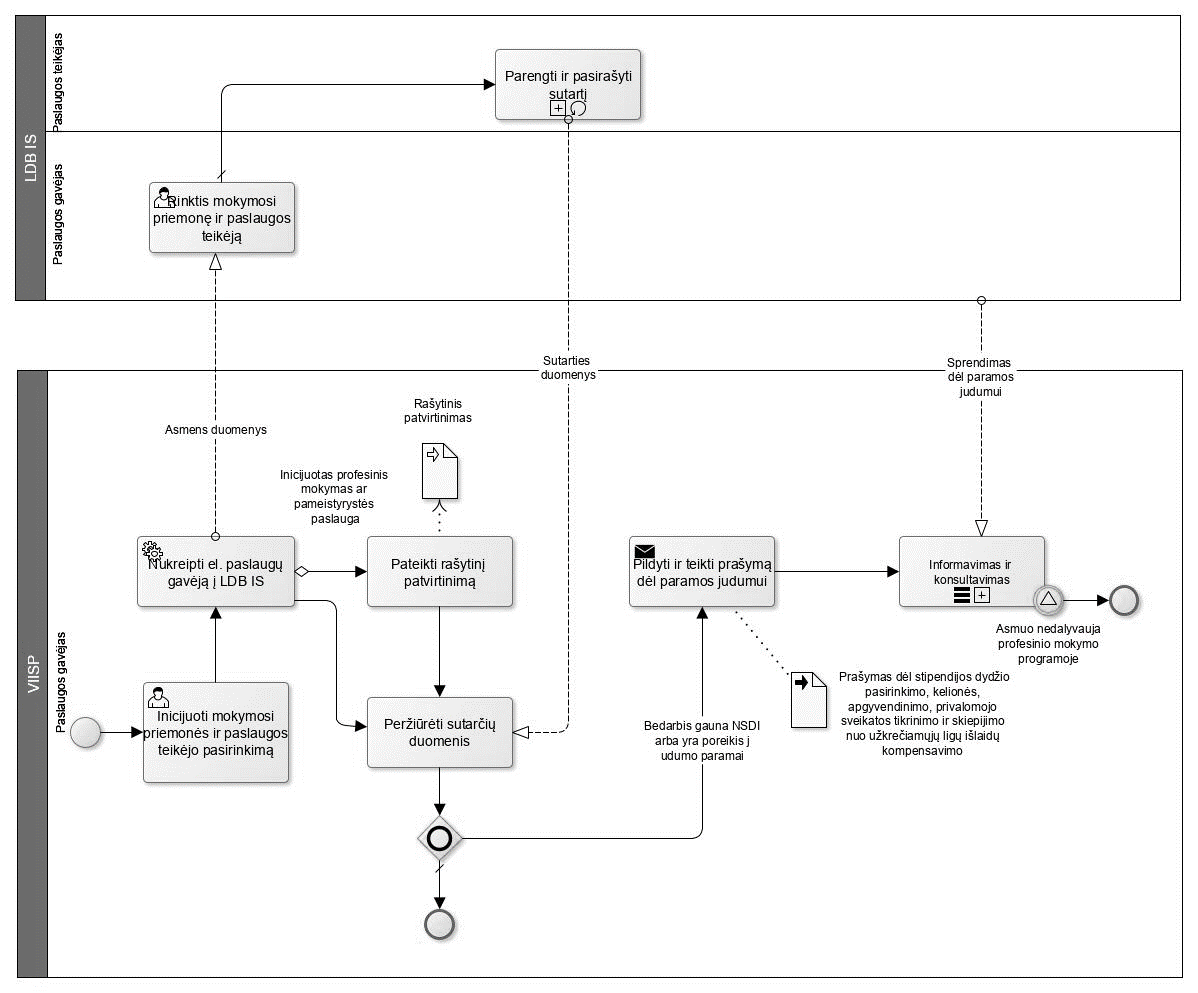 LDB IS
Paslaugos teikėjas
Parengti ir pasirašyti
sutartį
Paslaugos gavėjas
Rinktis mokymosi
priemonę ir paslaugos
teikėją
Sutarties
duomenys
Sprendimas
dėl paramos
judumui
VIISP
Paslaugos gavėjas
Asmens duomenys
Rašytinis
patvirtinimas
Inicijuotas profesinis
mokymas ar
pameistyrystės
paslauga
Nukreipti el. paslaugų
gavėją į LDB IS
Pateikti rašytinį
patvirtinimą
Pildyti ir teikti prašymą
dėl paramos judumui
Informavimas ir
konsultavimas
Asmuo nedalyvauja
profesinio mokymo
programoje
Inicijuoti mokymosi
priemonės ir paslaugos
teikėjo pasirinkimą
Peržiūrėti sutarčių
duomenis
Bedarbis gauna NSDI
arba yra poreikis j
udumo paramai
Prašymas dėl stipendijos dydžio
pasirinkimo, kelionės,
apgyvendinimo, privalomojo
sveikatos tikrinimo ir skiepijimo
nuo užkrečiamųjų ligų išlaidų
kompensavimo